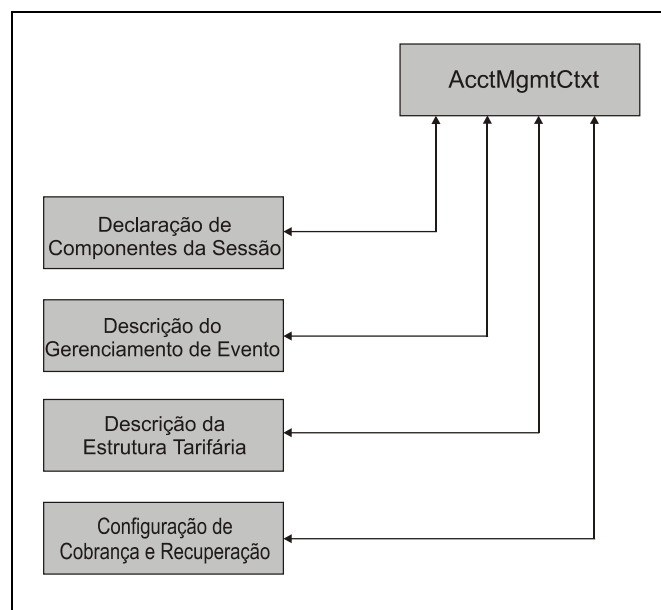 AcctMgmtCtxt
Declaração de
Componentes da Sessão
Descrição do
Gerenciamento de Evento
Descrição da
Estrutura Tarifária
Configuração de
Cobrança e Recuperação